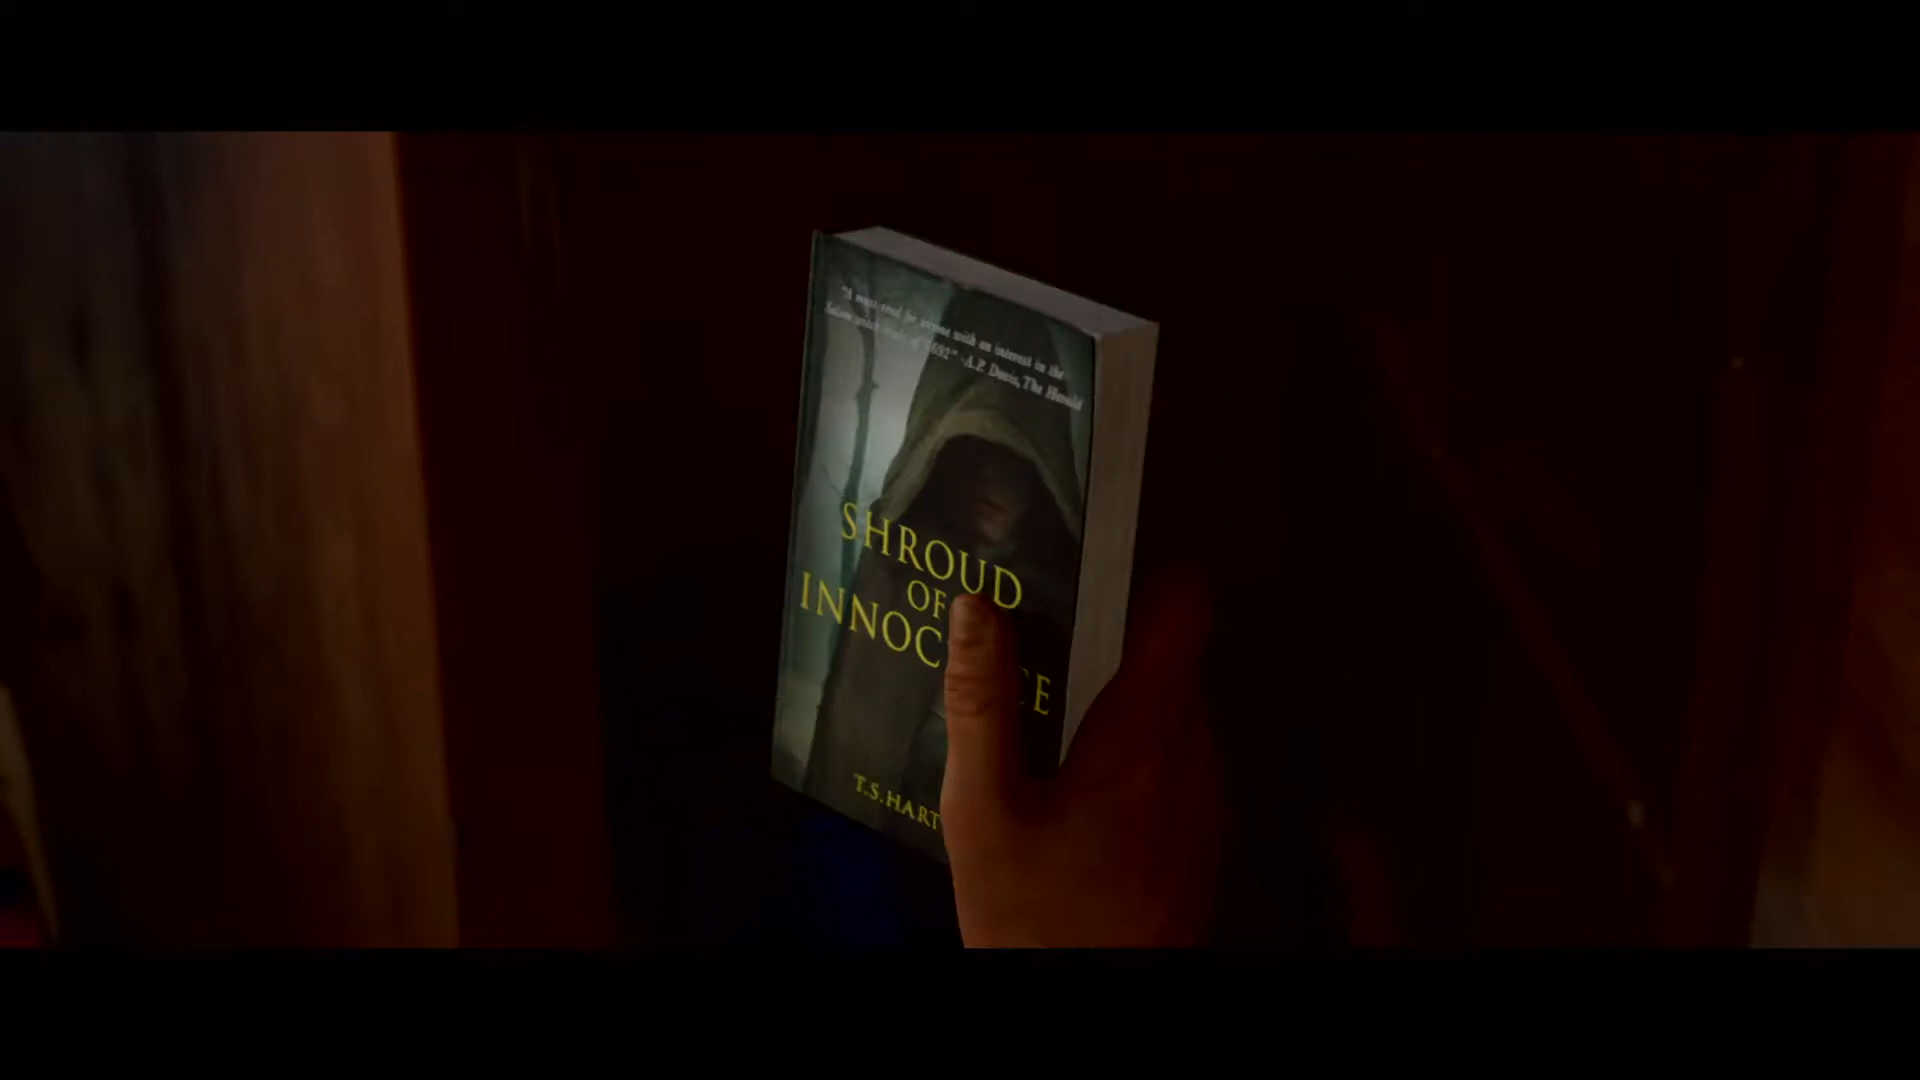 "A must-read for anyone with an interest in the
Salem witch trials of 1692" -A.P. Davis, The Herald
SHROUD
OF
INNOC CE
T.S.HART